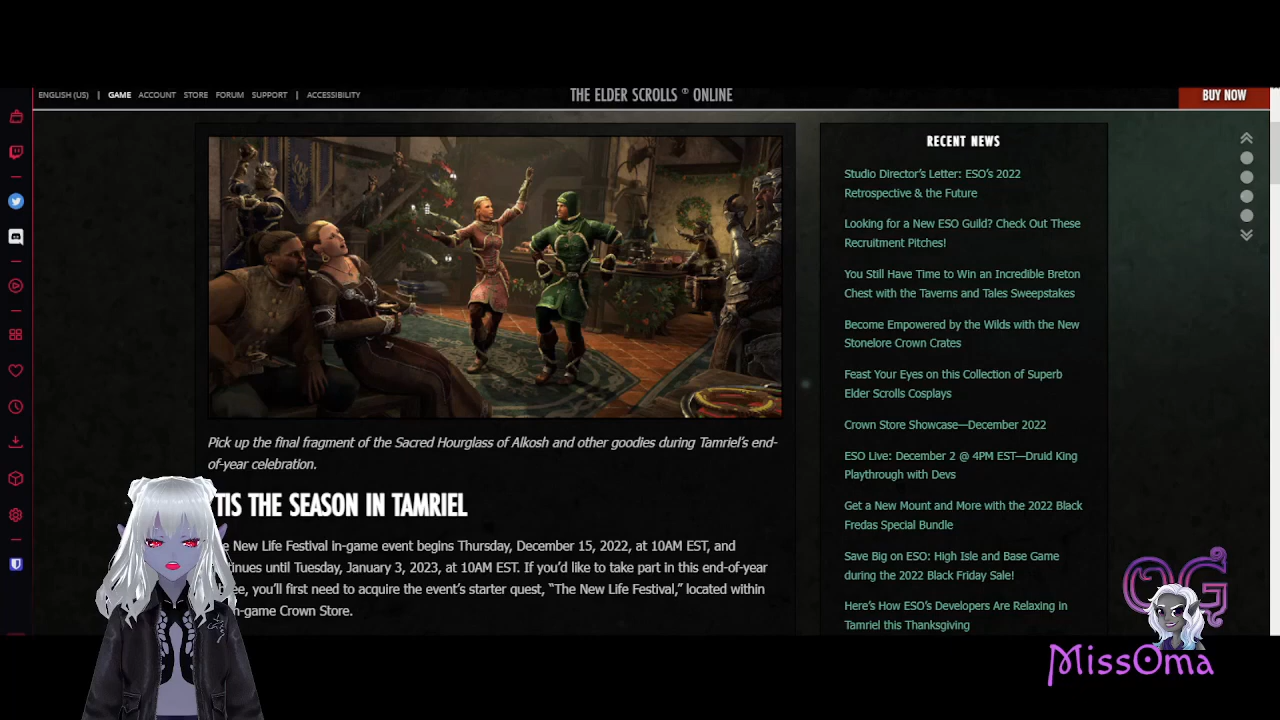 ENGLISH (US) | GAME ACCOUNT STORE FORUM SUPPORT | ACCESSIBILITY
THE ELDER SCROLLS ® ONLINE
BUY NOW
Pick up the final fragment of the Sacred Hourglass of Alkosh and other goodies during Tamriel's end-
of-year celebration.
TIS THE SEASON IN TAMRIEL
New Life Festival in-game event begins Thursday, December 15, 2022, at 10AM EST, and
until Tuesday, January 3, 2023, at 10AM EST. If you'd like to take part in this end-of-year
you'll first need to acquire the event's starter quest, “The New Life Festival,” located within
-game Crown Store.
RECENT NEWS
Studio Director's Letter: ESO's 2022
Retrospective & the Future
Looking for a New ESO Guild? Check Out These
Recruitment Pitches!
You Still Have Time to Win an Incredible Breton
Chest with the Taverns and Tales Sweepstakes
Become Empowered by the Wilds with the New
Stonelore Crown Crates
Feast Your Eyes on this Collection of Superb
Elder Scrolls Cosplays
Crown Store Showcase—December 2022
ESO Live: December 2 @ 4PM EST—Druid King
Playthrough with Devs
Get a New Mount and More with the 2022 Black
Fredas Special Bundle
Save Big on ESO: High Isle and Base Game
during the 2022 Black Friday Sale!
Here's How ESO's Developers Are Relaxing in
Tamriel this Thanksgiving
OG
MissOma